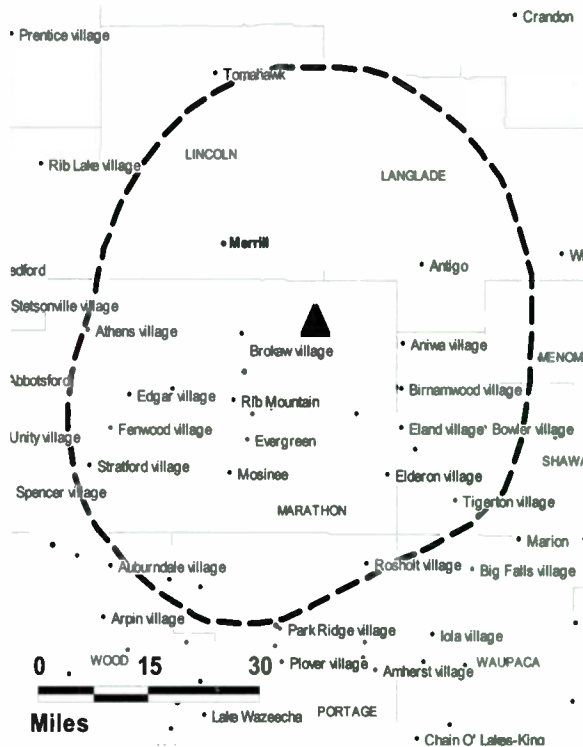 Crandon
Prentice village
Tomahawk
LINCOLN
Rib Lake village
LANGLADE
Merrill
Antigo
W
edford
Stetsonville village
Athens village
Brokaw village
Aniwa village
MENOM
Abbotsford
Edgar village
Rib Mountain
Birnamwood village
Unity village
Fenwood village
Evergreen
Eland village
Bowler village
Stratford village
Mosinee
Elderon village
SHAWA
Spencer village
MARATHON
Tigerton village
Marion
Auburndale village
Rosholt village
Big Falls village
Arpin village
Park Ridge village
Iola village
0 15 30
WOOD
Plover village
Amherst village
WAUPACA
Miles
Lake Wazeecha
PORTAGE
Chain O' Lakes-King